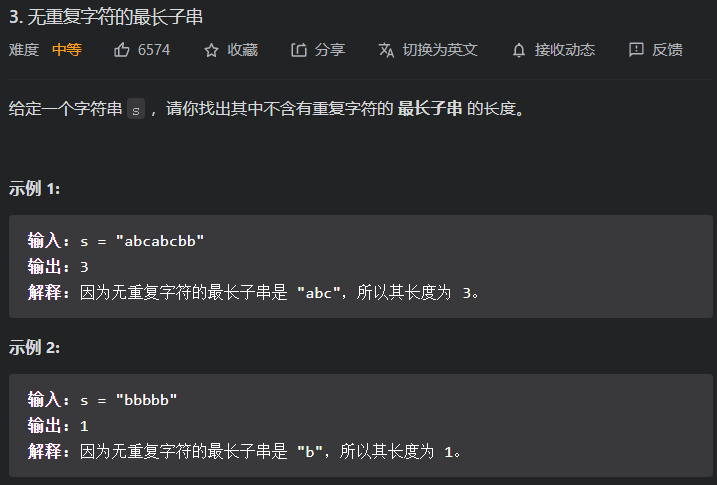 3. 无重复字符的最长子串
难度 中等 6574 收藏 分享 切换为英文 接收动态 反馈
给定一个字符串 s ，请你找出其中不含有重复字符的 最长子串 的长度。
示例 1:
输入: s = "abcabcbb"
输出: 3
解释: 因为无重复字符的最长子串是 "abc"，所以其长度为 3。
示例 2:
输入: s = "bbbbb"
输出: 1
解释: 因为无重复字符的最长子串是 "b"，所以其长度为 1。